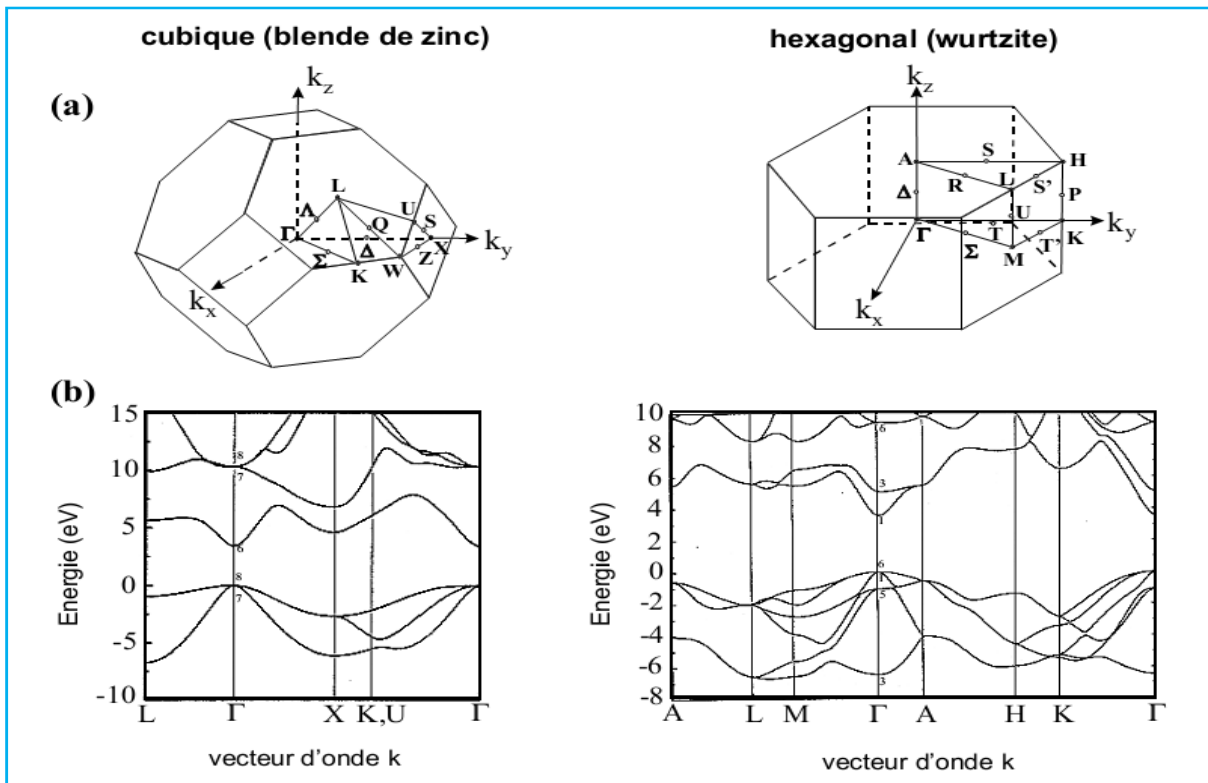 cubique (blende de zinc)
hexagonal (wurtzite)
(a)
k_z
L
Λ
U
Q
S
Γ
Δ
X
k_y
Σ
Z
K
W
k_x
k_z
A
S
H
R
L
S'
P
Δ
U
Γ
T
K
k_y
Σ
T'
M
k_x
(b)
Energie (eV)
15
10
5
0
-5
-10
8
7
6
8
7
L Γ X K,U Γ
vecteur d'onde k
Energie (eV)
10
8
6
4
2
0
-2
-4
-6
-8
6
3
1
6
1
5
3
A L M Γ A H K Γ
vecteur d'onde k